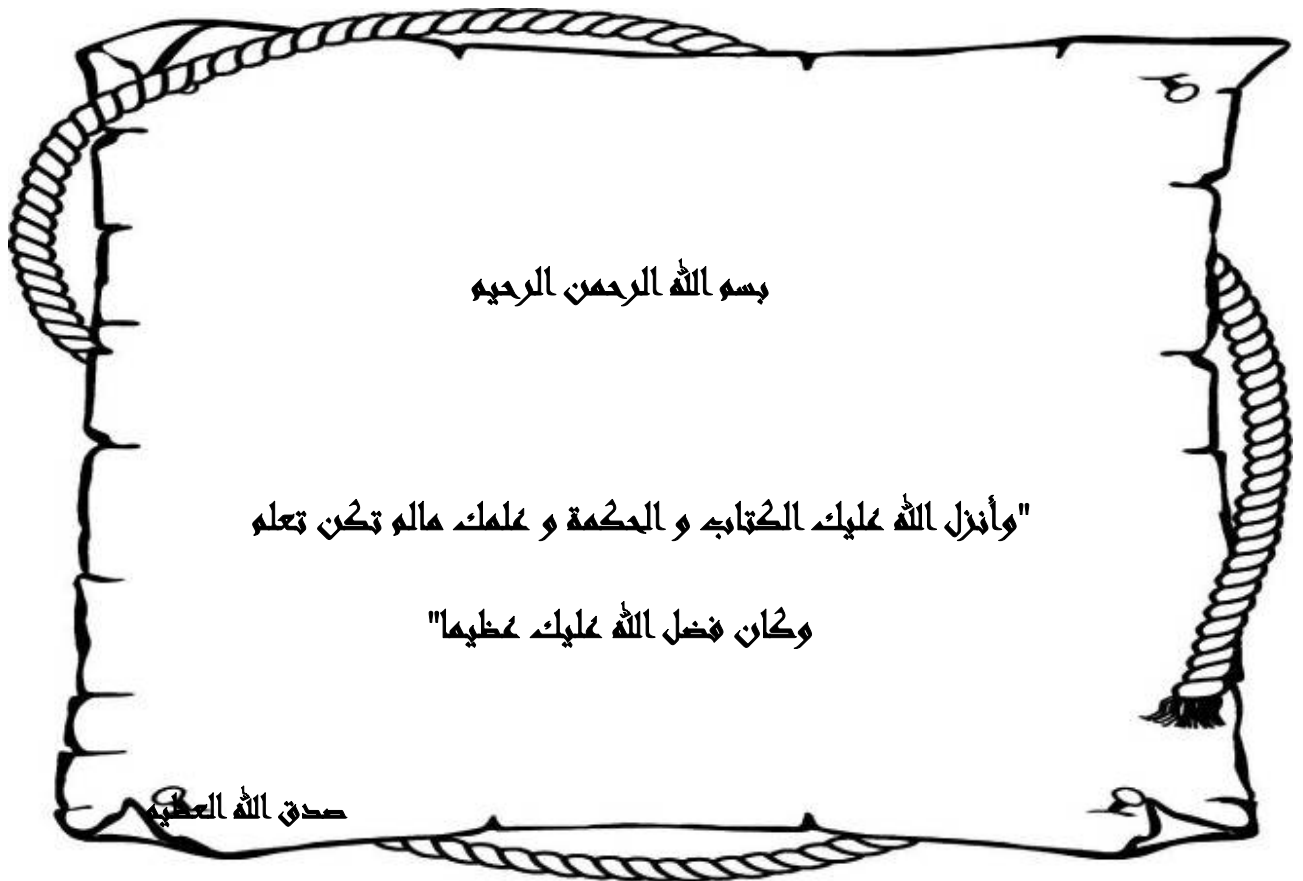 بسم الله الرحمن الرحيم
"وأنزل الله عليك الكتاب و الحكمة و علمك مالم تكن تعلم
وكان فضل الله عليك عظيما"
صدق الله العظيم